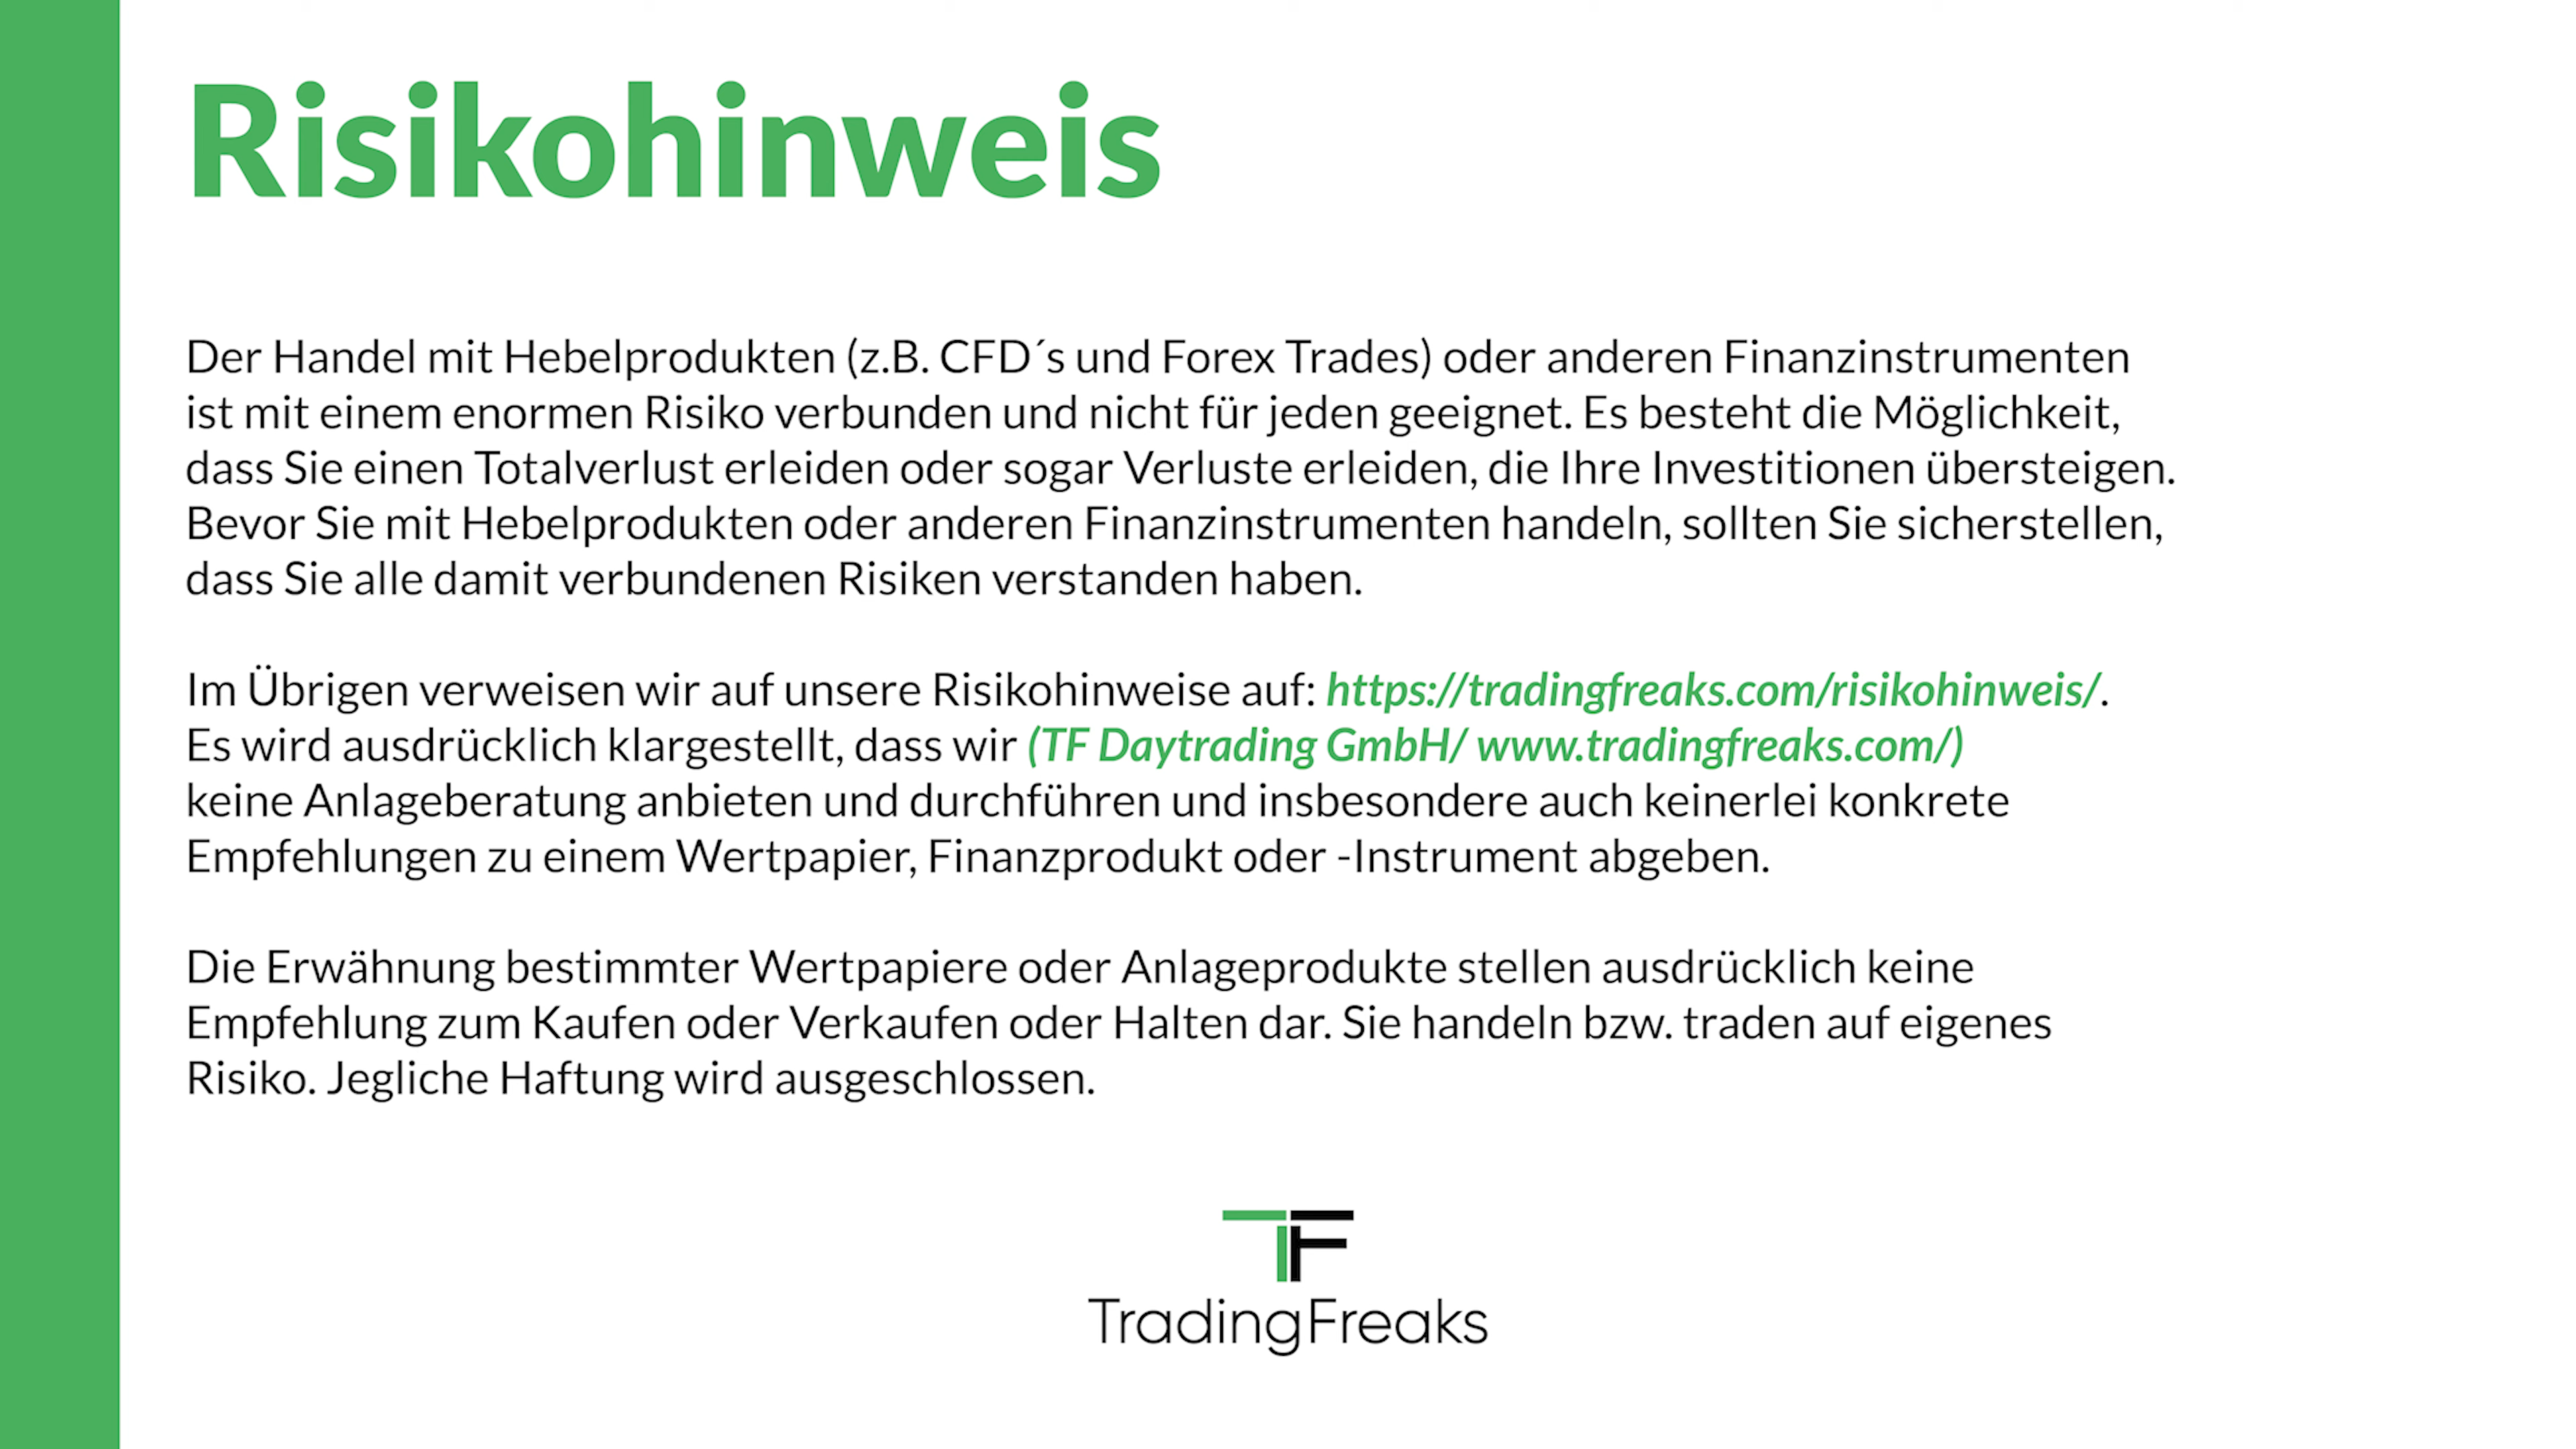 Risikohinweis
Der Handel mit Hebelprodukten (z.B. CFD´s und Forex Trades) oder anderen Finanzinstrumenten
ist mit einem enormen Risiko verbunden und nicht für jeden geeignet. Es besteht die Möglichkeit,
dass Sie einen Totalverlust erleiden oder sogar Verluste erleiden, die Ihre Investitionen übersteigen.
Bevor Sie mit Hebelprodukten oder anderen Finanzinstrumenten handeln, sollten Sie sicherstellen,
dass Sie alle damit verbundenen Risiken verstanden haben.
Im Übrigen verweisen wir auf unsere Risikohinweise auf: https://tradingfreaks.com/risikohinweis/.
Es wird ausdrücklich klargestellt, dass wir (TF Daytrading GmbH/ www.tradingfreaks.com/)
keine Anlageberatung anbieten und durchführen und insbesondere auch keinerlei konkrete
Empfehlungen zu einem Wertpapier, Finanzprodukt oder -Instrument abgeben.
Die Erwähnung bestimmter Wertpapiere oder Anlageprodukte stellen ausdrücklich keine
Empfehlung zum Kaufen oder Verkaufen oder Halten dar. Sie handeln bzw. traden auf eigenes
Risiko. Jegliche Haftung wird ausgeschlossen.
TF
TradingFreaks